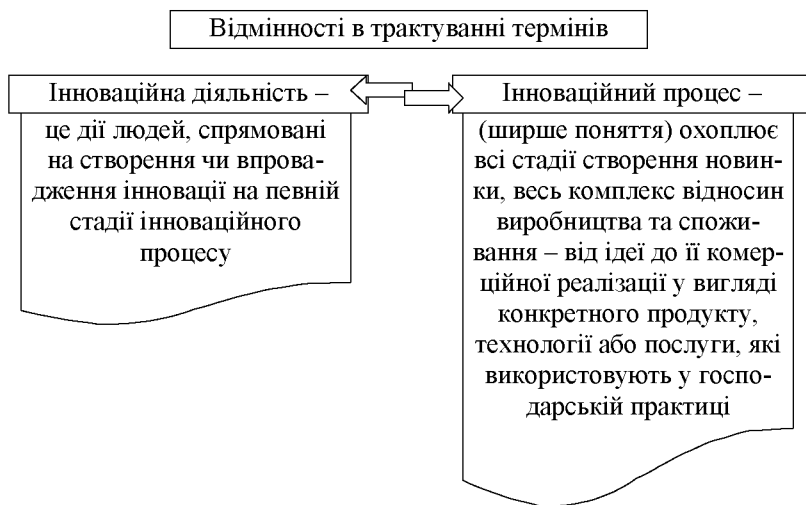 Відмінності в трактуванні термінів
Інноваційна діяльність –
це дії людей, спрямовані
на створення чи впрова-
дження інновації на певній
стадії інноваційного
процесу
Інноваційний процес –
(ширше поняття) охоплює
всі стадії створення новин-
ки, весь комплекс відносин
виробництва та спожи-
вання – від ідеї до її комер-
ційної реалізації у вигляді
конкретного продукту,
технології або послуги, які
використовують у госпо-
дарській практиці